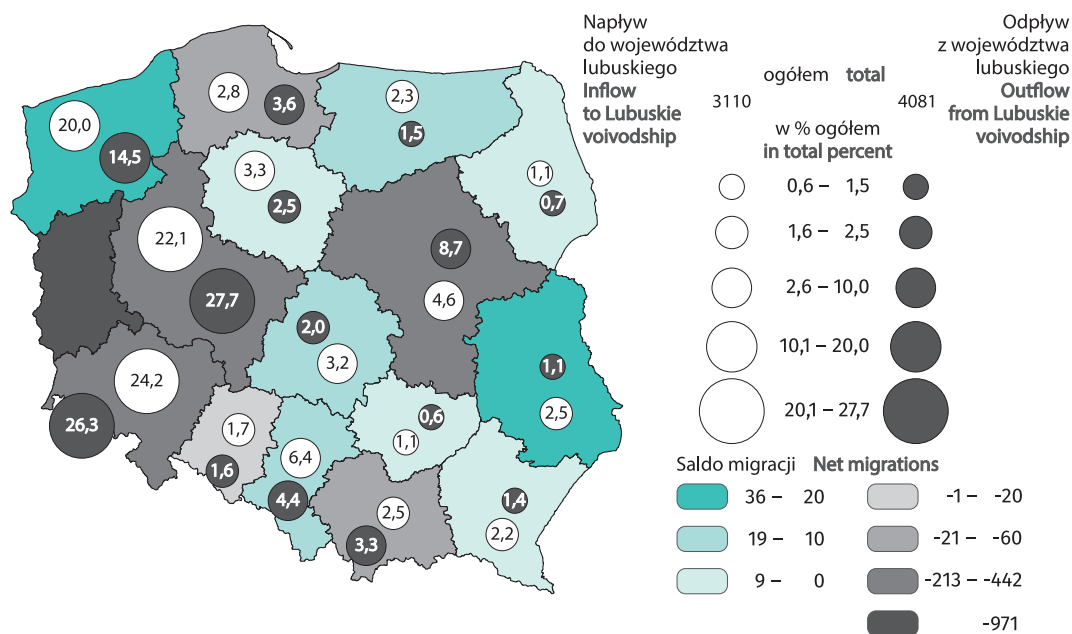 Napływ
do województwa
lubuskiego
Inflow
to Lubuskie
voivodship
Odpływ
z województwa
lubuskiego
Outflow
from Lubuskie
voivodship
ogółem total
3110 4081
w % ogółem
in total percent
0,6 – 1,5
1,6 – 2,5
2,6 – 10,0
10,1 – 20,0
20,1 – 27,7
Saldo migracji Net migrations
36 – 20
19 – 10
9 – 0
-1 – -20
-21 – -60
-213 – -442
-971
20,0
14,5
2,8
3,6
2,3
1,5
1,1
0,7
3,3
2,5
22,1
27,7
8,7
4,6
2,0
3,2
1,1
2,5
24,2
26,3
1,7
1,6
6,4
4,4
0,6
1,1
2,5
3,3
1,4
2,2